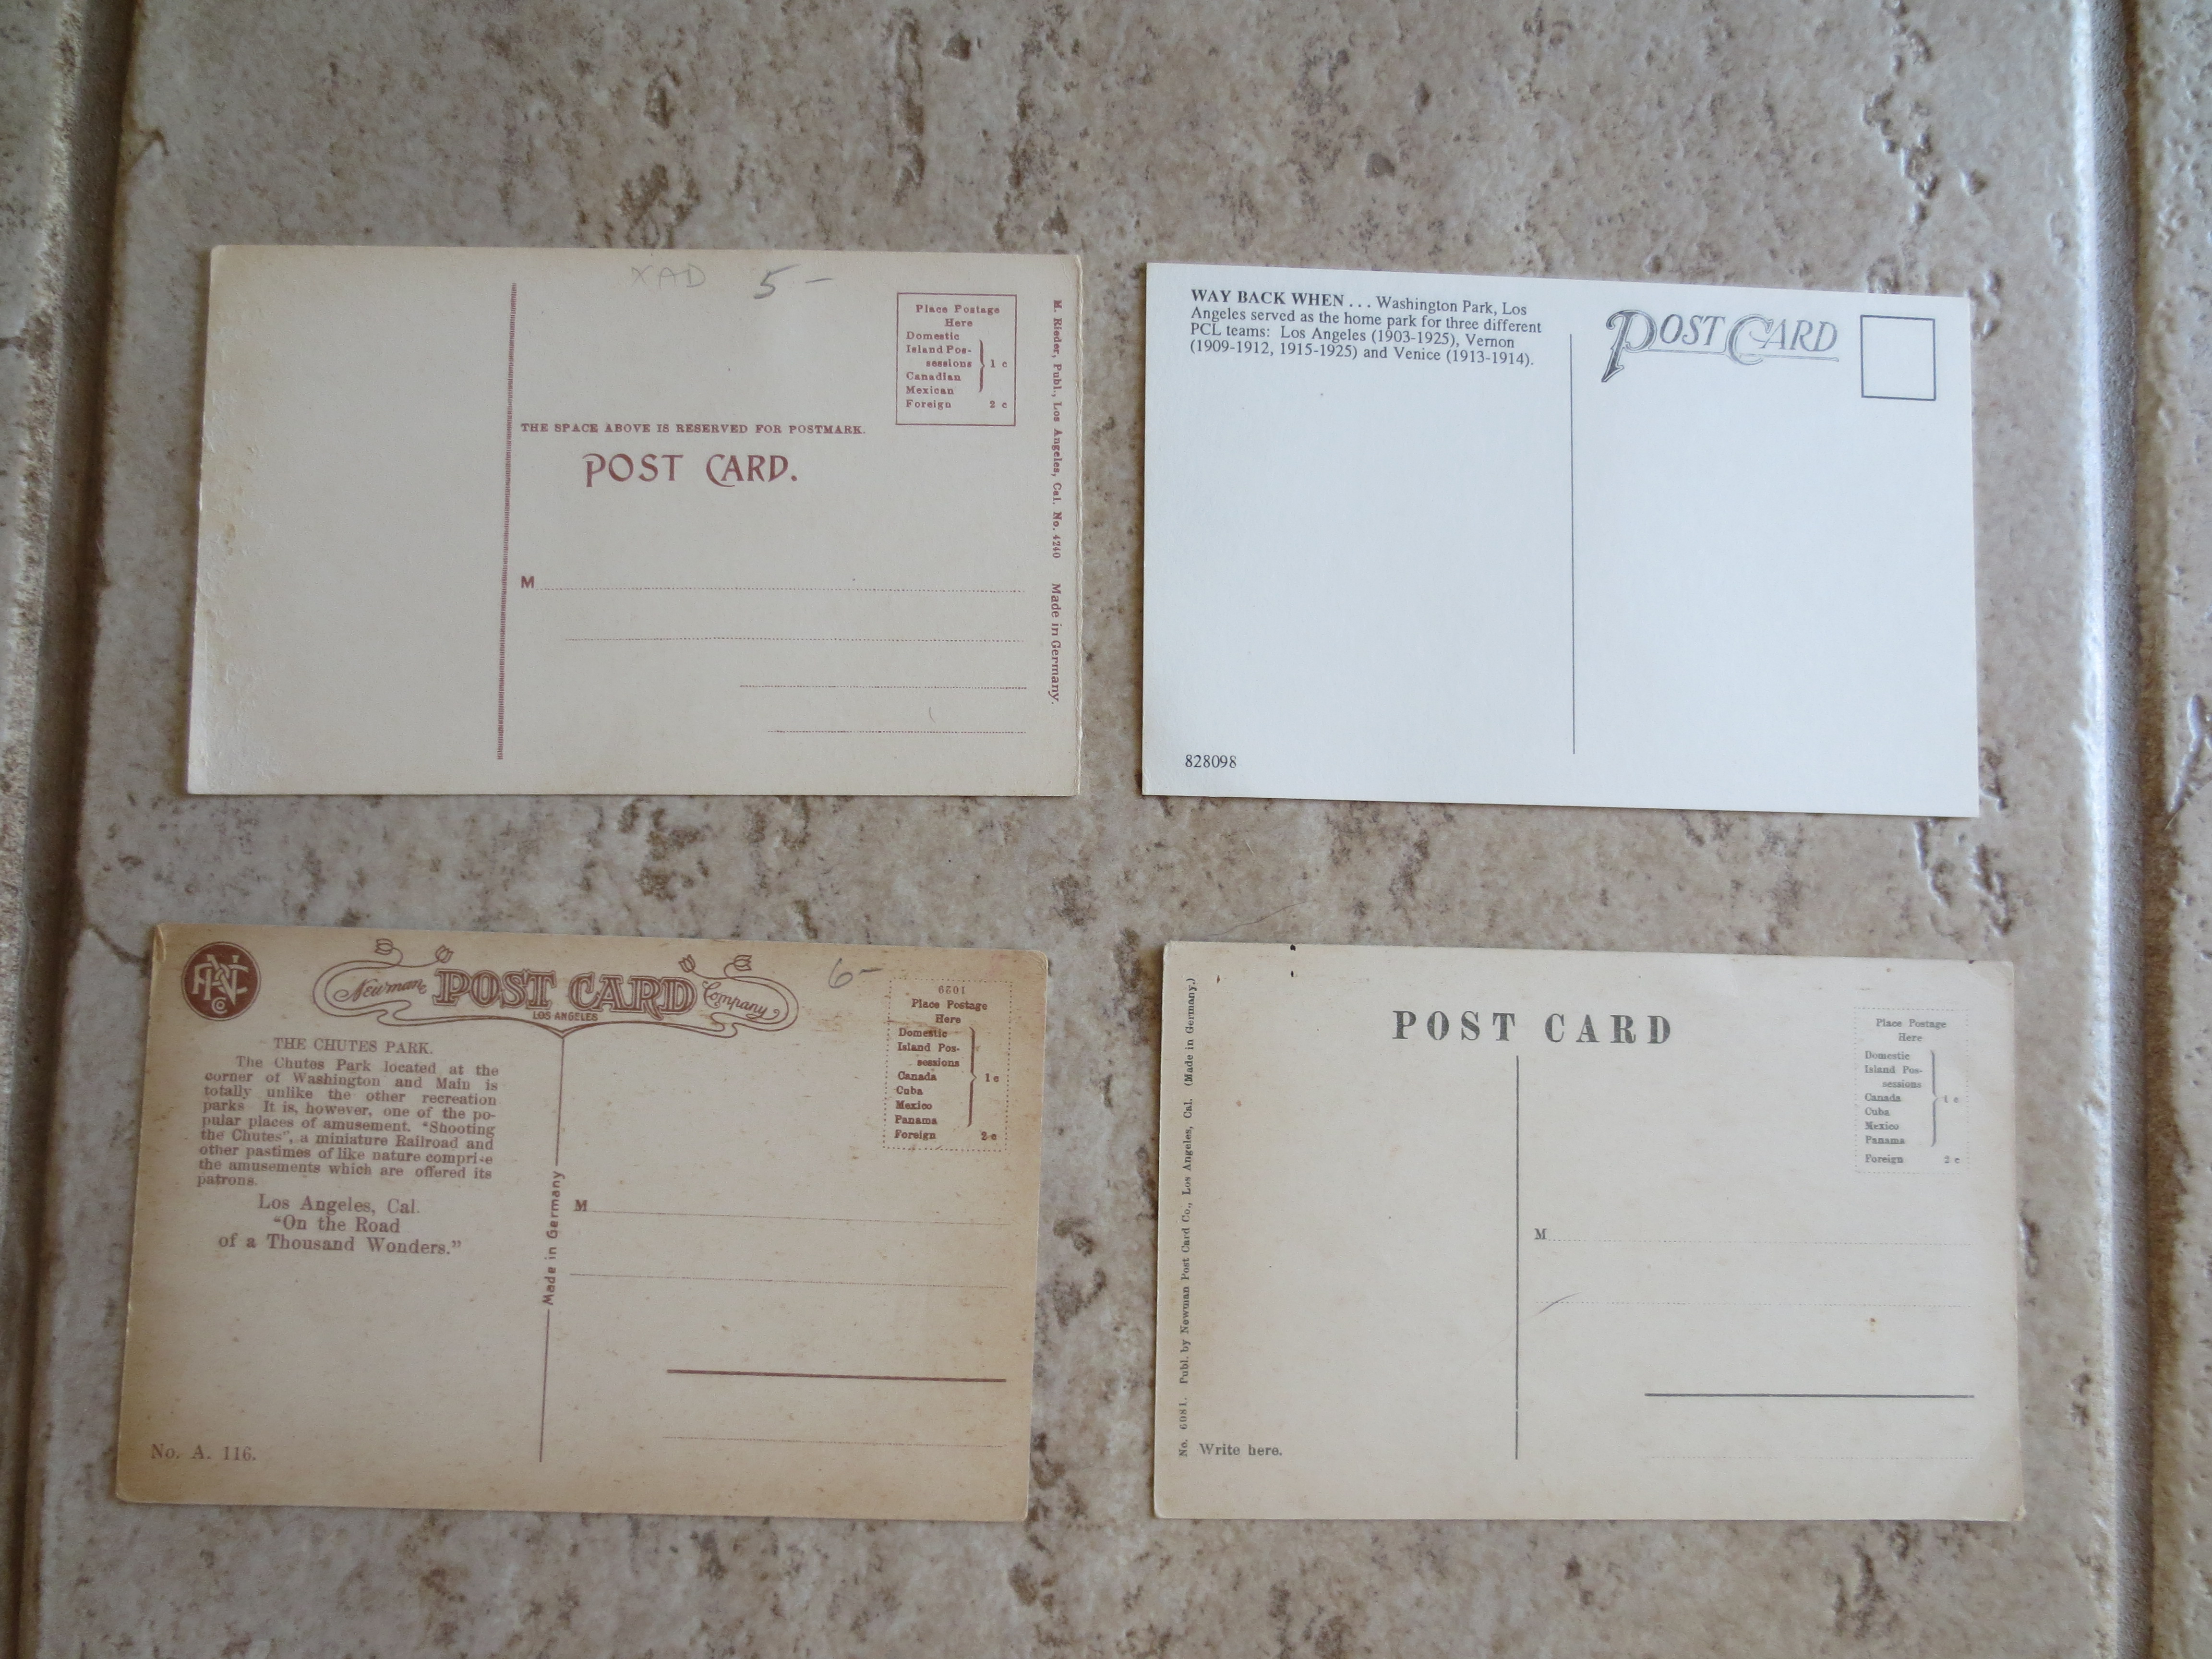 XAD 5-
Place Postage
Here
Domestic
Island Pos-
sessions
Canadian
Mexican
1 c
Foreign 2 c
THE SPACE ABOVE IS RESERVED FOR POSTMARK.
POST CARD.
M
M. Rieder, Publ., Los Angeles, Cal. No. 4240 Made in Germany.
WAY BACK WHEN . . . Washington Park, Los
Angeles served as the home park for three different
PCL teams: Los Angeles (1903-1925), Vernon
(1909-1912, 1915-1925) and Venice (1913-1914).
POST CARD
828098
Newman POST CARD Company
LOS ANGELES
6-
Place Postage
Here
Domestic
Island Pos-
sessions
Canada
Cuba
Mexico
Panama
1 c
Foreign 2 c
THE CHUTES PARK.
The Chutes Park located at the
corner of Washington and Main is
totally unlike the other recreation
parks It is, however, one of the po-
pular places of amusement. "Shooting
the Chutes", a miniature Railroad and
other pastimes of like nature comprise
the amusements which are offered its
patrons.
Los Angeles, Cal.
"On the Road
of a Thousand Wonders."
Made in Germany
M
No. A. 116.
POST CARD
Place Postage
Here
Domestic
Island Pos-
sessions
Canada
Cuba
Mexico
Panama
1 c
Foreign 2 c
M
No. 6081. Publ. by Newman Post Card Co., Los Angeles, Cal. (Made in Germany.)
Write here.